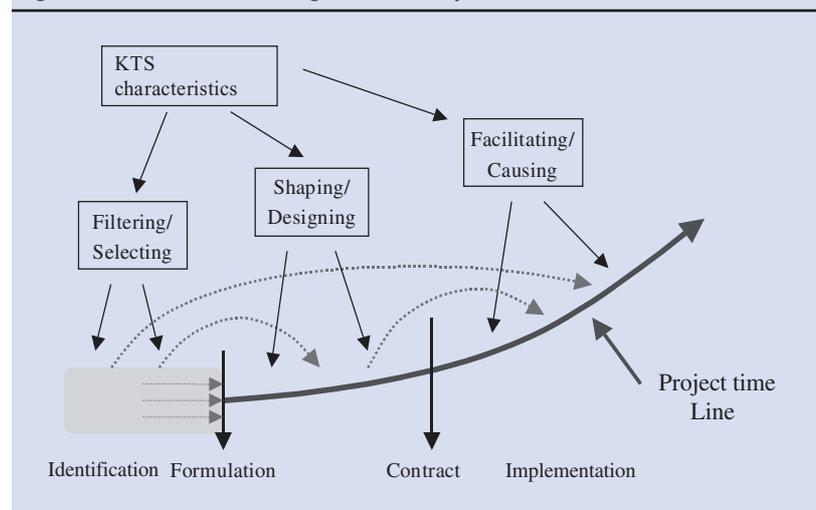 KTS
characteristics
Facilitating/
Causing
Shaping/
Designing
Filtering/
Selecting
Project time
Line
Identification Formulation Contract Implementation